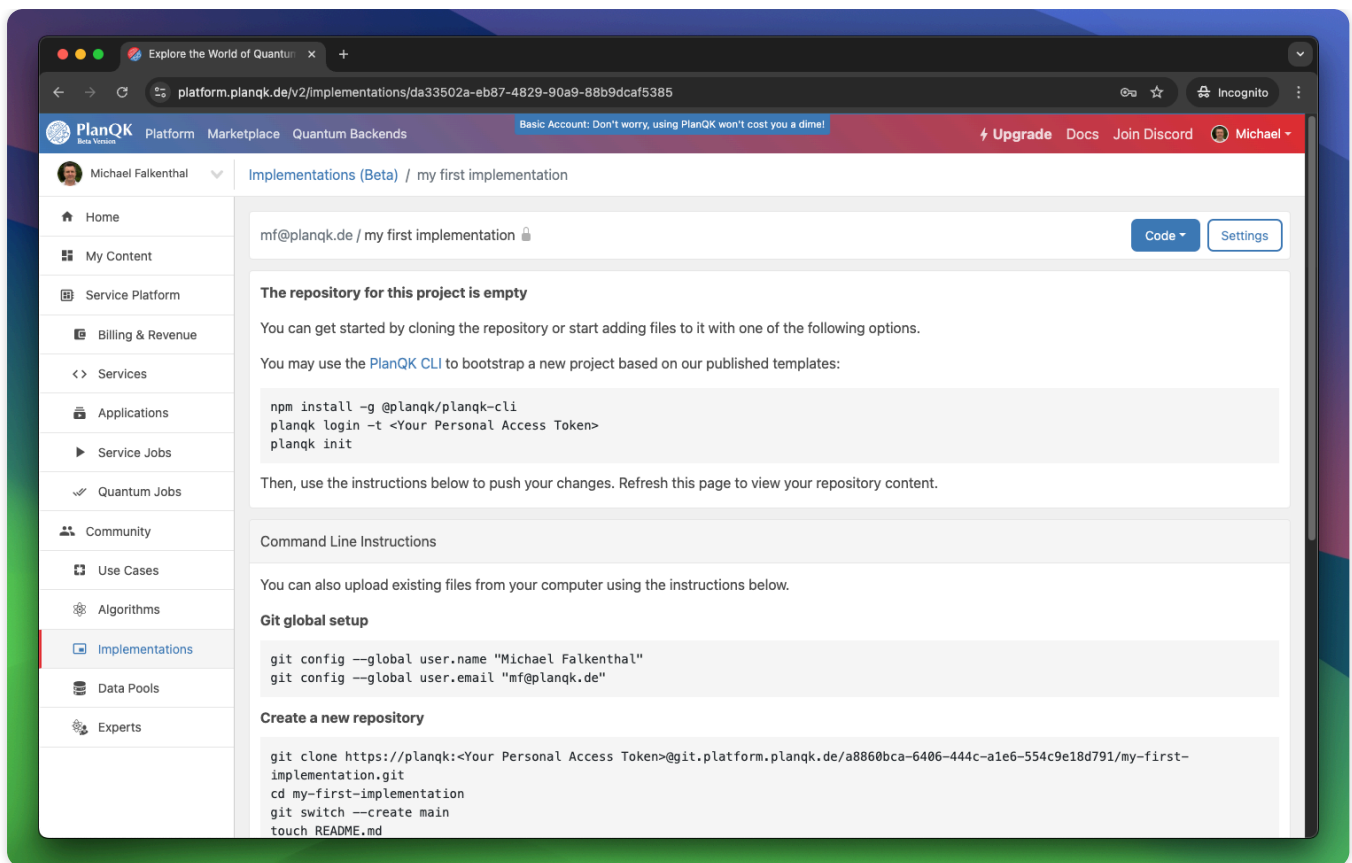 Explore the World of Quantun
platform.planqk.de/v2/implementations/da33502a-eb87-4829-90a9-88b9dcaf5385
Incognito
PlanQK
Beta Version
Platform Marketplace Quantum Backends
Basic Account: Don't worry, using PlanQK won't cost you a dime!
Upgrade Docs Join Discord Michael
Michael Falkenthal
Implementations (Beta) / my first implementation
Home
My Content
Service Platform
Billing & Revenue
Services
Applications
Service Jobs
Quantum Jobs
Community
Use Cases
Algorithms
Implementations
Data Pools
Experts
mf@planqk.de / my first implementation
Code
Settings
The repository for this project is empty
You can get started by cloning the repository or start adding files to it with one of the following options.
You may use the PlanQK CLI to bootstrap a new project based on our published templates:
npm install -g @planqk/planqk-cli
planqk login -t <Your Personal Access Token>
planqk init
Then, use the instructions below to push your changes. Refresh this page to view your repository content.
Command Line Instructions
You can also upload existing files from your computer using the instructions below.
Git global setup
git config --global user.name "Michael Falkenthal"
git config --global user.email "mf@planqk.de"
Create a new repository
git clone https://planqk:<Your Personal Access Token>@git.platform.planqk.de/a8860bca-6406-444c-a1e6-554c9e18d791/my-first-
implementation.git
cd my-first-implementation
git switch --create main
touch README.md